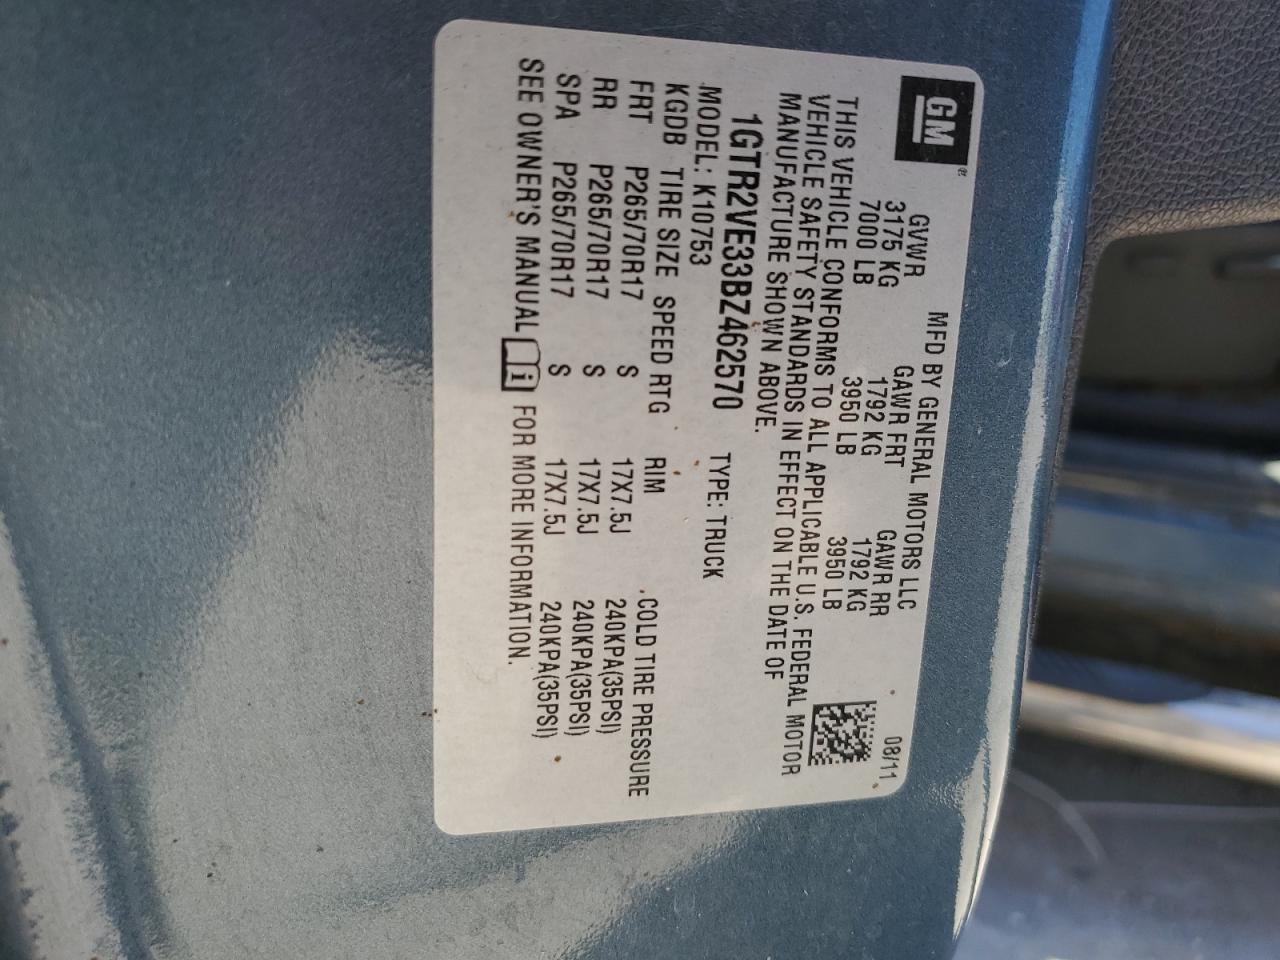 GM
MFD BY GENERAL MOTORS LLC
08/11
GVWR GAWR FRT GAWR RR
3175 KG 1792 KG 1792 KG
7000 LB 3950 LB 3950 LB
THIS VEHICLE CONFORMS TO ALL APPLICABLE U.S. FEDERAL MOTOR
VEHICLE SAFETY STANDARDS IN EFFECT ON THE DATE OF
MANUFACTURE SHOWN ABOVE.
1GTR2VE33BZ462570 TYPE: TRUCK
MODEL: K10753
KGDB TIRE SIZE SPEED RTG RIM COLD TIRE PRESSURE
FRT P265/70R17 S 17X7.5J 240KPA(35PSI)
RR P265/70R17 S 17X7.5J 240KPA(35PSI)
SPA P265/70R17 S 17X7.5J 240KPA(35PSI)
SEE OWNER'S MANUAL i FOR MORE INFORMATION.